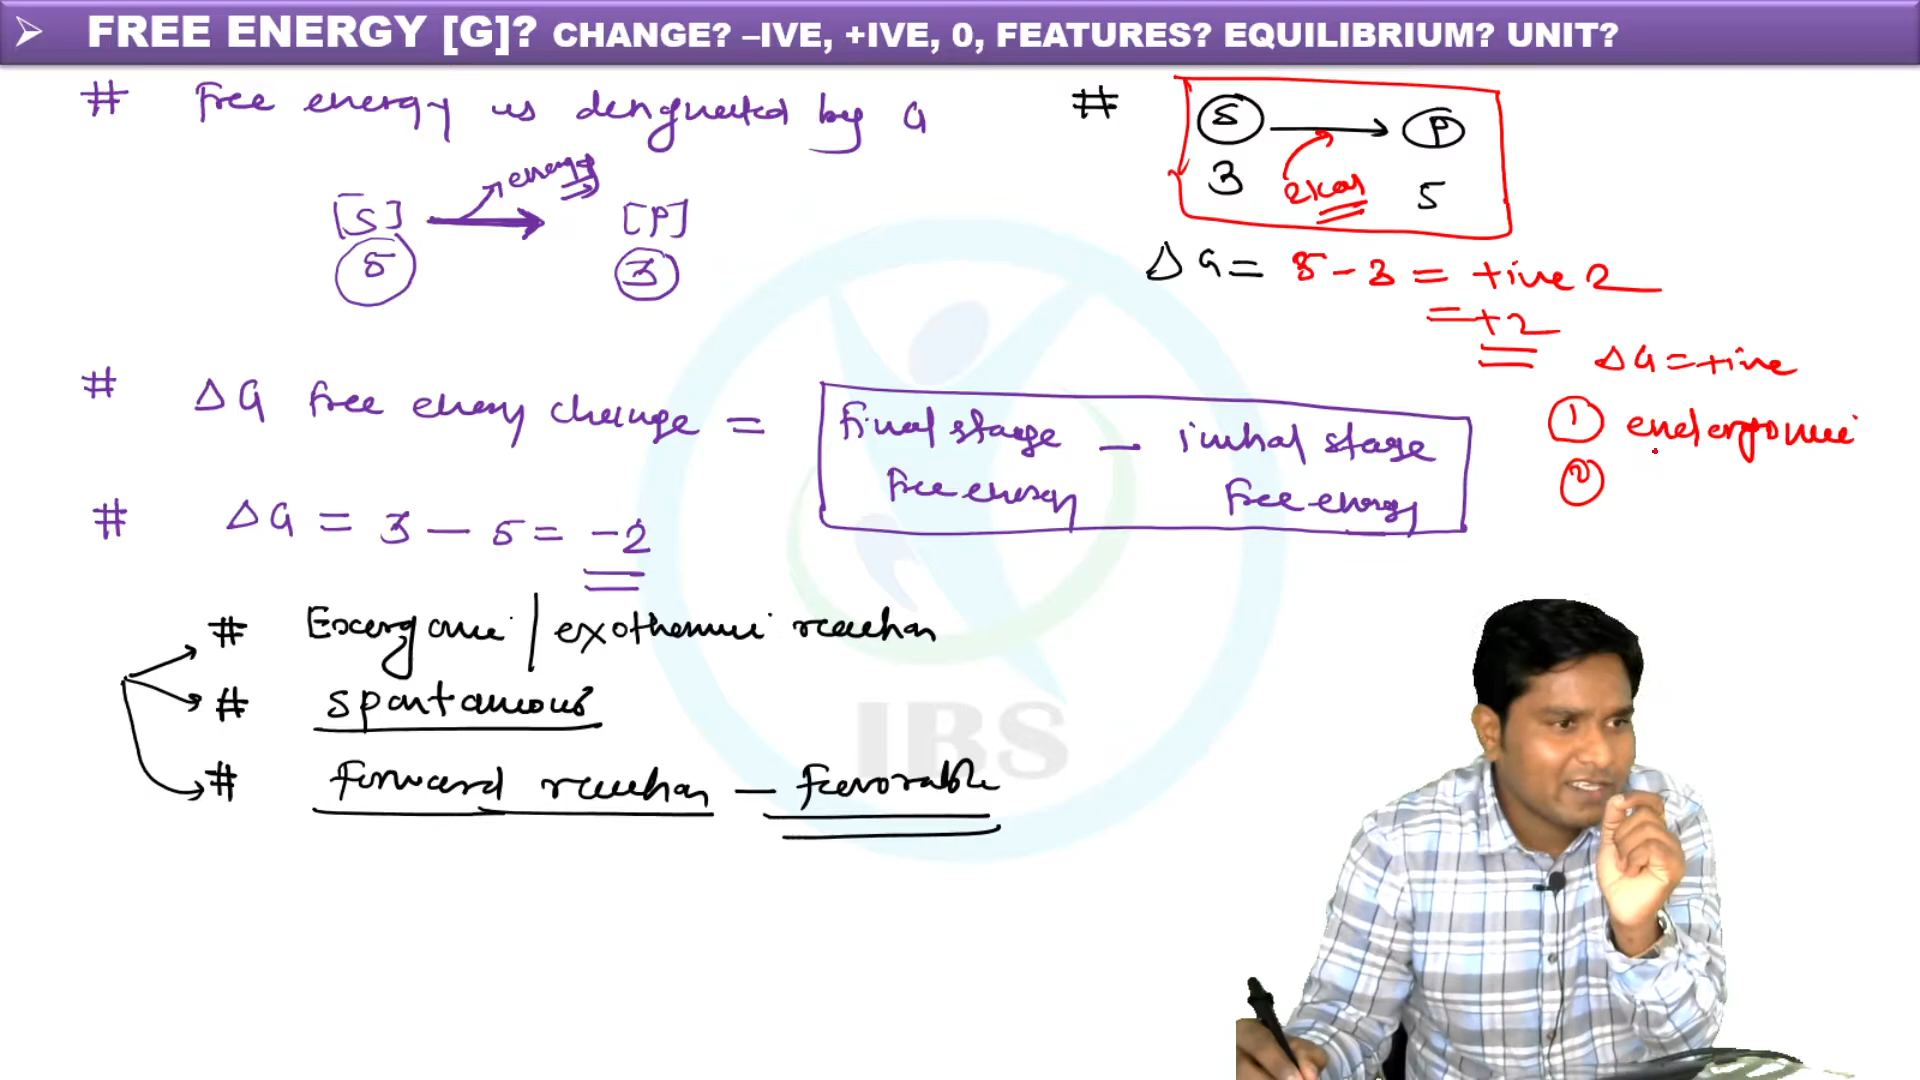 FREE ENERGY [G]? CHANGE? –IVE, +IVE, 0, FEATURES? EQUILIBRIUM? UNIT?
# Free energy is designated by G
energy
[S] [P]
5 3
# ΔG free energy change = Final stage – initial stage
free energy free energy
# ΔG = 3 – 5 = -2
# Exergonic / exothermic reaction
# spontaneous
# forward reaction – favorable
# S P
3 2kcal 5
ΔG = 5 - 3 = +ive 2
= +2
ΔG = +ive
1 endergonic
2
IBS